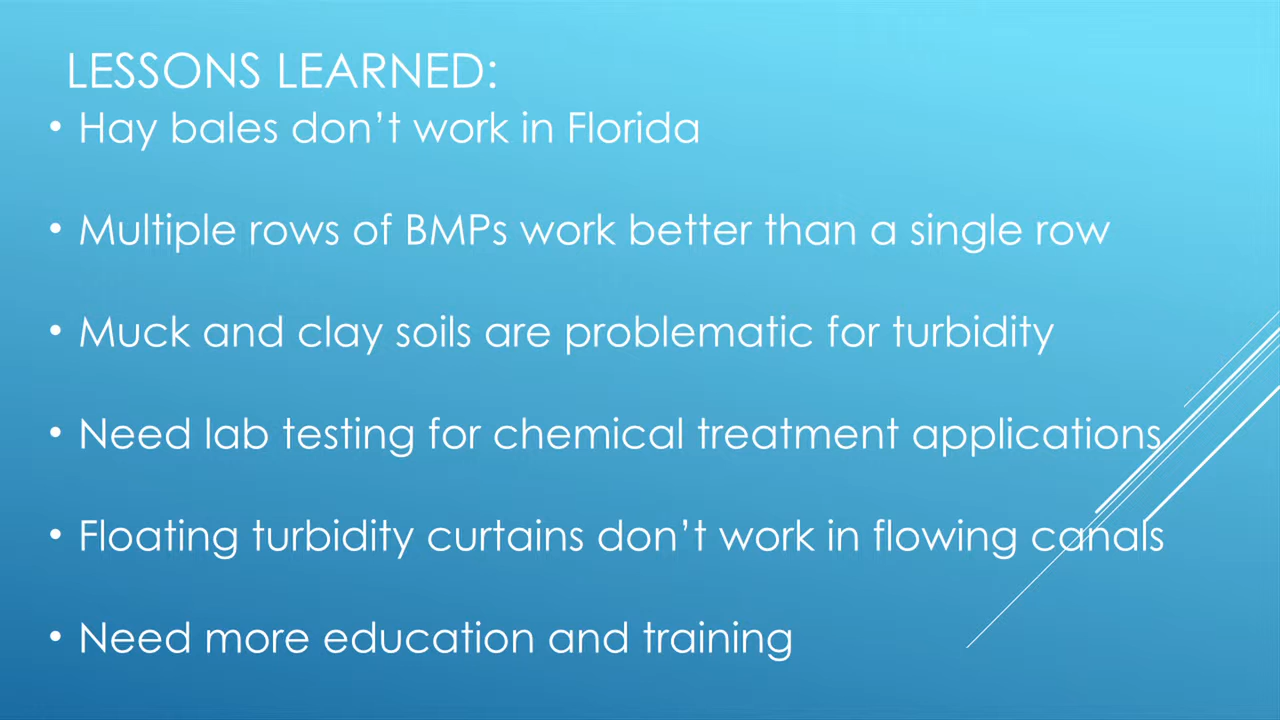 LESSONS LEARNED:
• Hay bales don’t work in Florida
• Multiple rows of BMPs work better than a single row
• Muck and clay soils are problematic for turbidity
• Need lab testing for chemical treatment applications
• Floating turbidity curtains don’t work in flowing canals
• Need more education and training